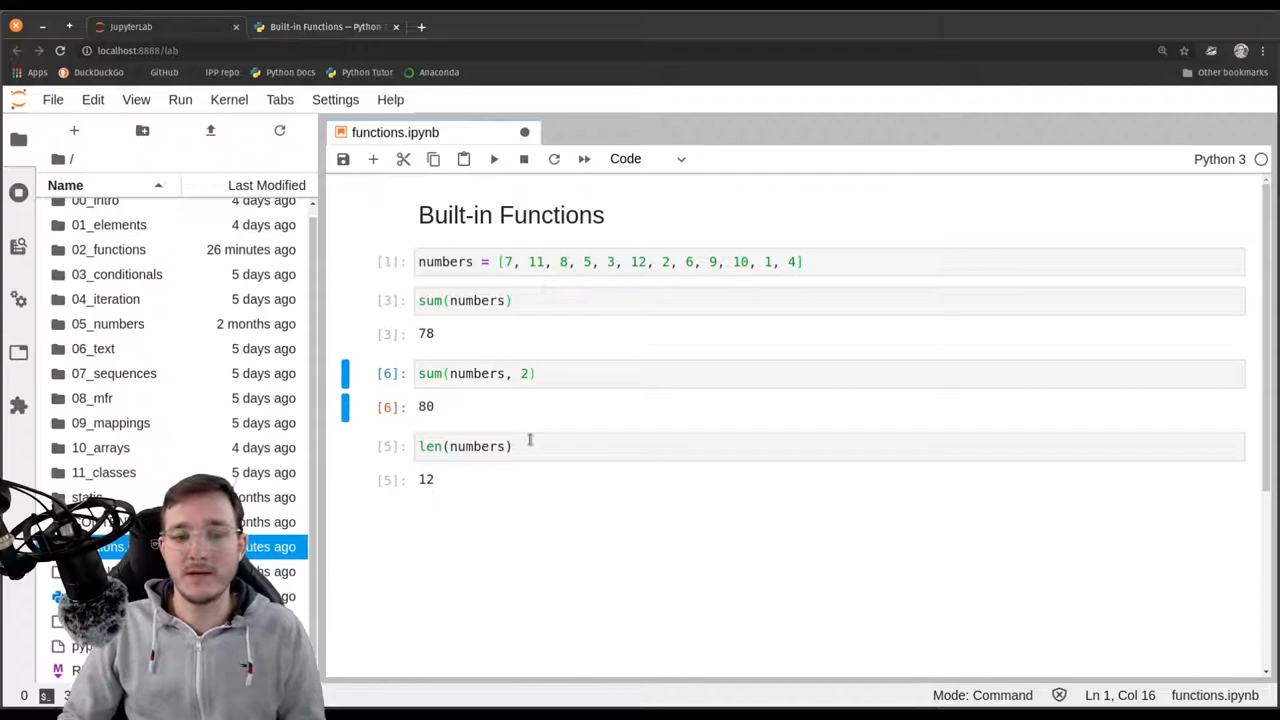 JupyterLab
Built-in Functions — Python
localhost:8888/lab
Apps DuckDuckGo GitHub IPP repo Python Docs Python Tutor Anaconda Other bookmarks
File Edit View Run Kernel Tabs Settings Help
functions.ipynb
/
Code
Python 3
Name Last Modified
00_intro 4 days ago
01_elements 4 days ago
02_functions 26 minutes ago
03_conditionals 5 days ago
04_iteration 5 days ago
05_numbers 2 months ago
06_text 5 days ago
07_sequences 5 days ago
08_mfr 5 days ago
09_mappings 5 days ago
10_arrays 4 days ago
11_classes 5 days ago
static
Built-in Functions
[1]: numbers = [7, 11, 8, 5, 3, 12, 2, 6, 9, 10, 1, 4]
[3]: sum(numbers)
[3]: 78
[6]: sum(numbers, 2)
[6]: 80
[5]: len(numbers)
[5]: 12
0
Mode: Command
Ln 1, Col 16
functions.ipynb